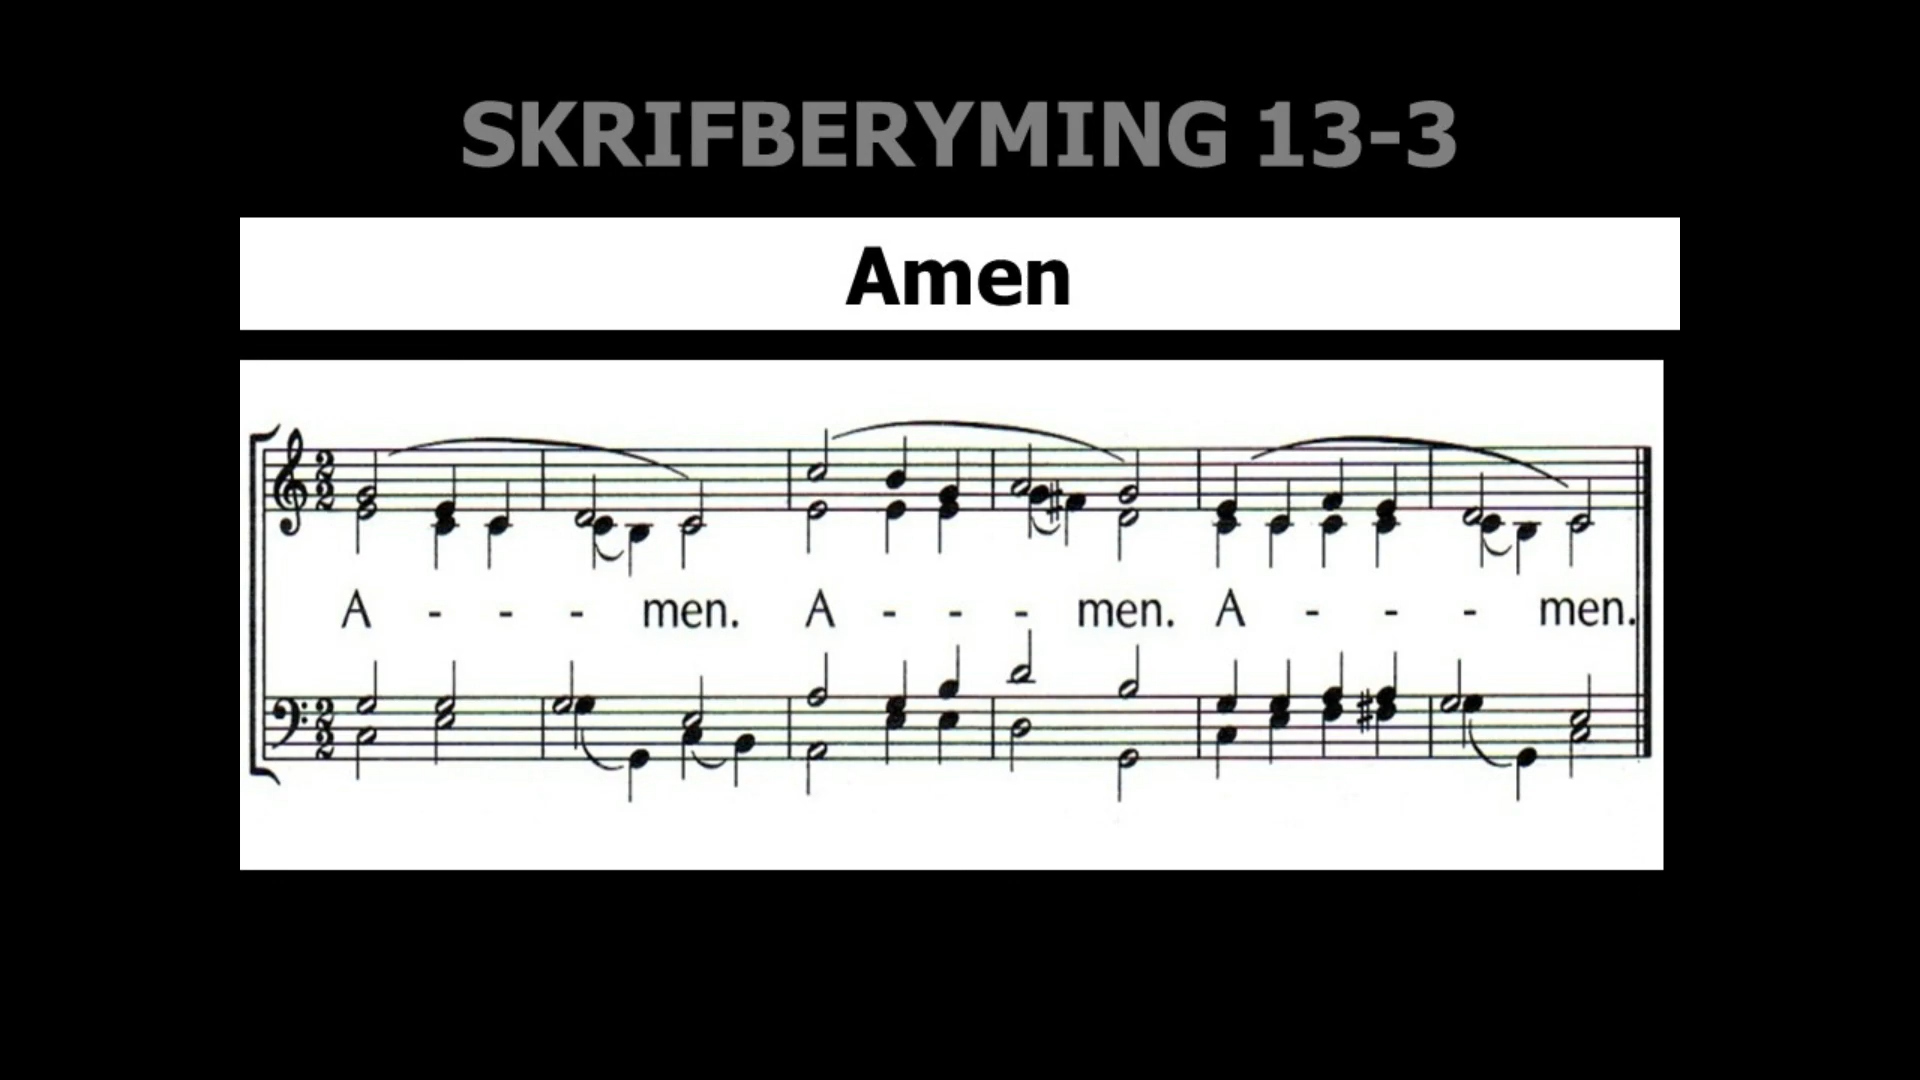 SKRIFBERYMING 13-3
Amen
A - - - men. A - - - men. A - - - men.